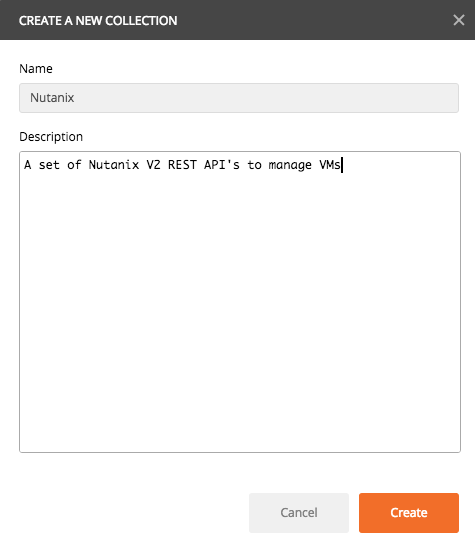 CREATE A NEW COLLECTION
Name
Nutanix
Description
A set of Nutanix V2 REST API's to manage VMs
Cancel
Create